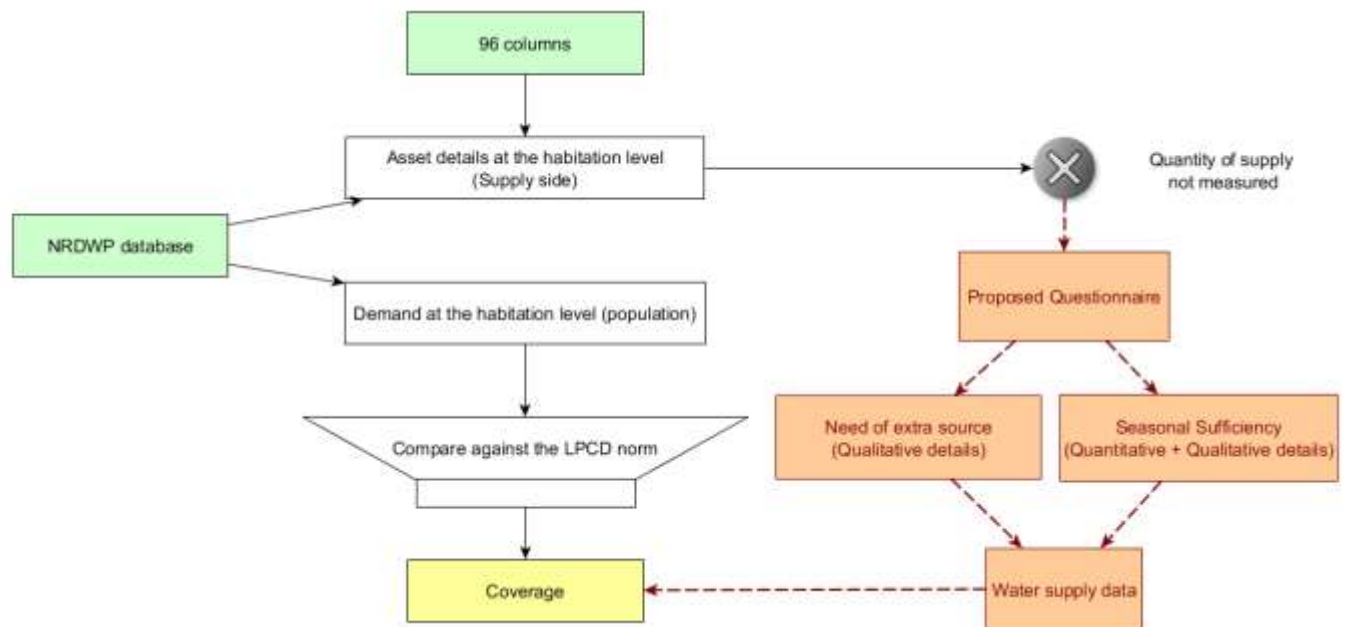 96 columns
Asset details at the habitation level
(Supply side)
Quantity of supply
not measured
NRDWP database
Proposed Questionnaire
Demand at the habitation level (population)
Need of extra source
(Qualitative details)
Seasonal Sufficiency
(Quantitative + Qualitative details)
Compare against the LPCD norm
Coverage
Water supply data